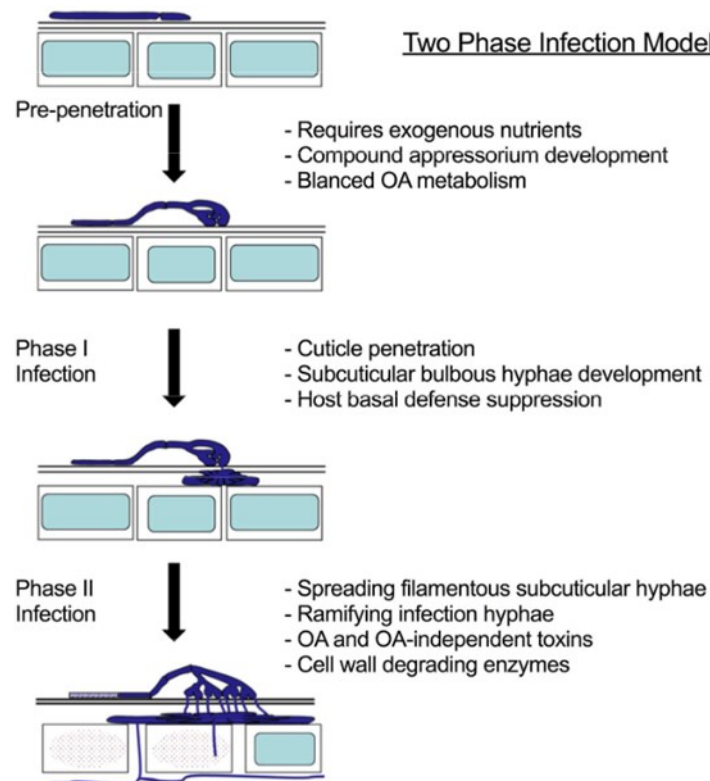 Two Phase Infection Model
Pre-penetration
- Requires exogenous nutrients
- Compound appressorium development
- Blanced OA metabolism
Phase I
Infection
- Cuticle penetration
- Subcuticular bulbous hyphae development
- Host basal defense suppression
Phase II
Infection
- Spreading filamentous subcuticular hyphae
- Ramifying infection hyphae
- OA and OA-independent toxins
- Cell wall degrading enzymes